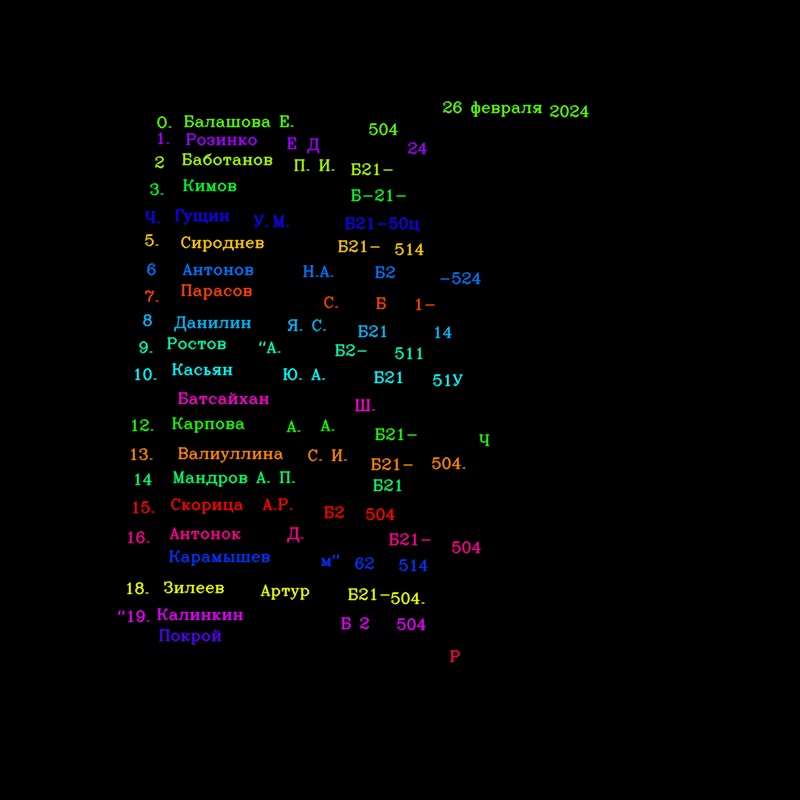 26 февраля 2024
0. Балашова Е. 504
1. Розинко Е Д 24
2 Баботанов П. И. Б21-
3. Кимов Б-21-
Ч. Гущин У.М. Б21-50ц
5. Сироднев Б21- 514
6 Антонов Н.А. Б2 -524
7. Парасов С. Б 1-
8 Данилин Я. С. Б21 14
9. Ростов "А. Б2- 511
10. Касьян Ю. А. Б21 51У
Батсайхан Ш.
12. Карпова А. А. Б21- Ч
13. Валиуллина С. И. Б21- 504.
14 Мандров А. П. Б21
15. Скорица А.Р. Б2 504
16. Антонок Д. Б21- 504
Карамышев м" 62 514
18. Зилеев Артур Б21-504.
"19. Калинкин Б 2 504
Покрой
Р